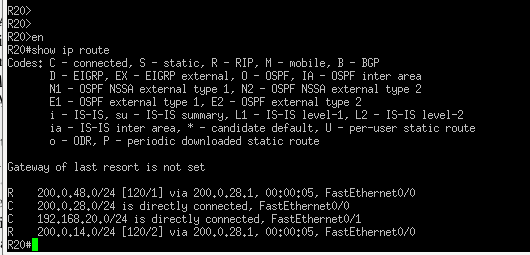 R20>
R20>
R20>en
R20#show ip route
Codes: C - connected, S - static, R - RIP, M - mobile, B - BGP
       D - EIGRP, EX - EIGRP external, O - OSPF, IA - OSPF inter area
       N1 - OSPF NSSA external type 1, N2 - OSPF NSSA external type 2
       E1 - OSPF external type 1, E2 - OSPF external type 2
       i - IS-IS, su - IS-IS summary, L1 - IS-IS level-1, L2 - IS-IS level-2
       ia - IS-IS inter area, * - candidate default, U - per-user static route
       o - ODR, P - periodic downloaded static route
Gateway of last resort is not set
R    200.0.48.0/24 [120/1] via 200.0.28.1, 00:00:05, FastEthernet0/0
C    200.0.28.0/24 is directly connected, FastEthernet0/0
C    192.168.20.0/24 is directly connected, FastEthernet0/1
R    200.0.14.0/24 [120/2] via 200.0.28.1, 00:00:05, FastEthernet0/0
R20#